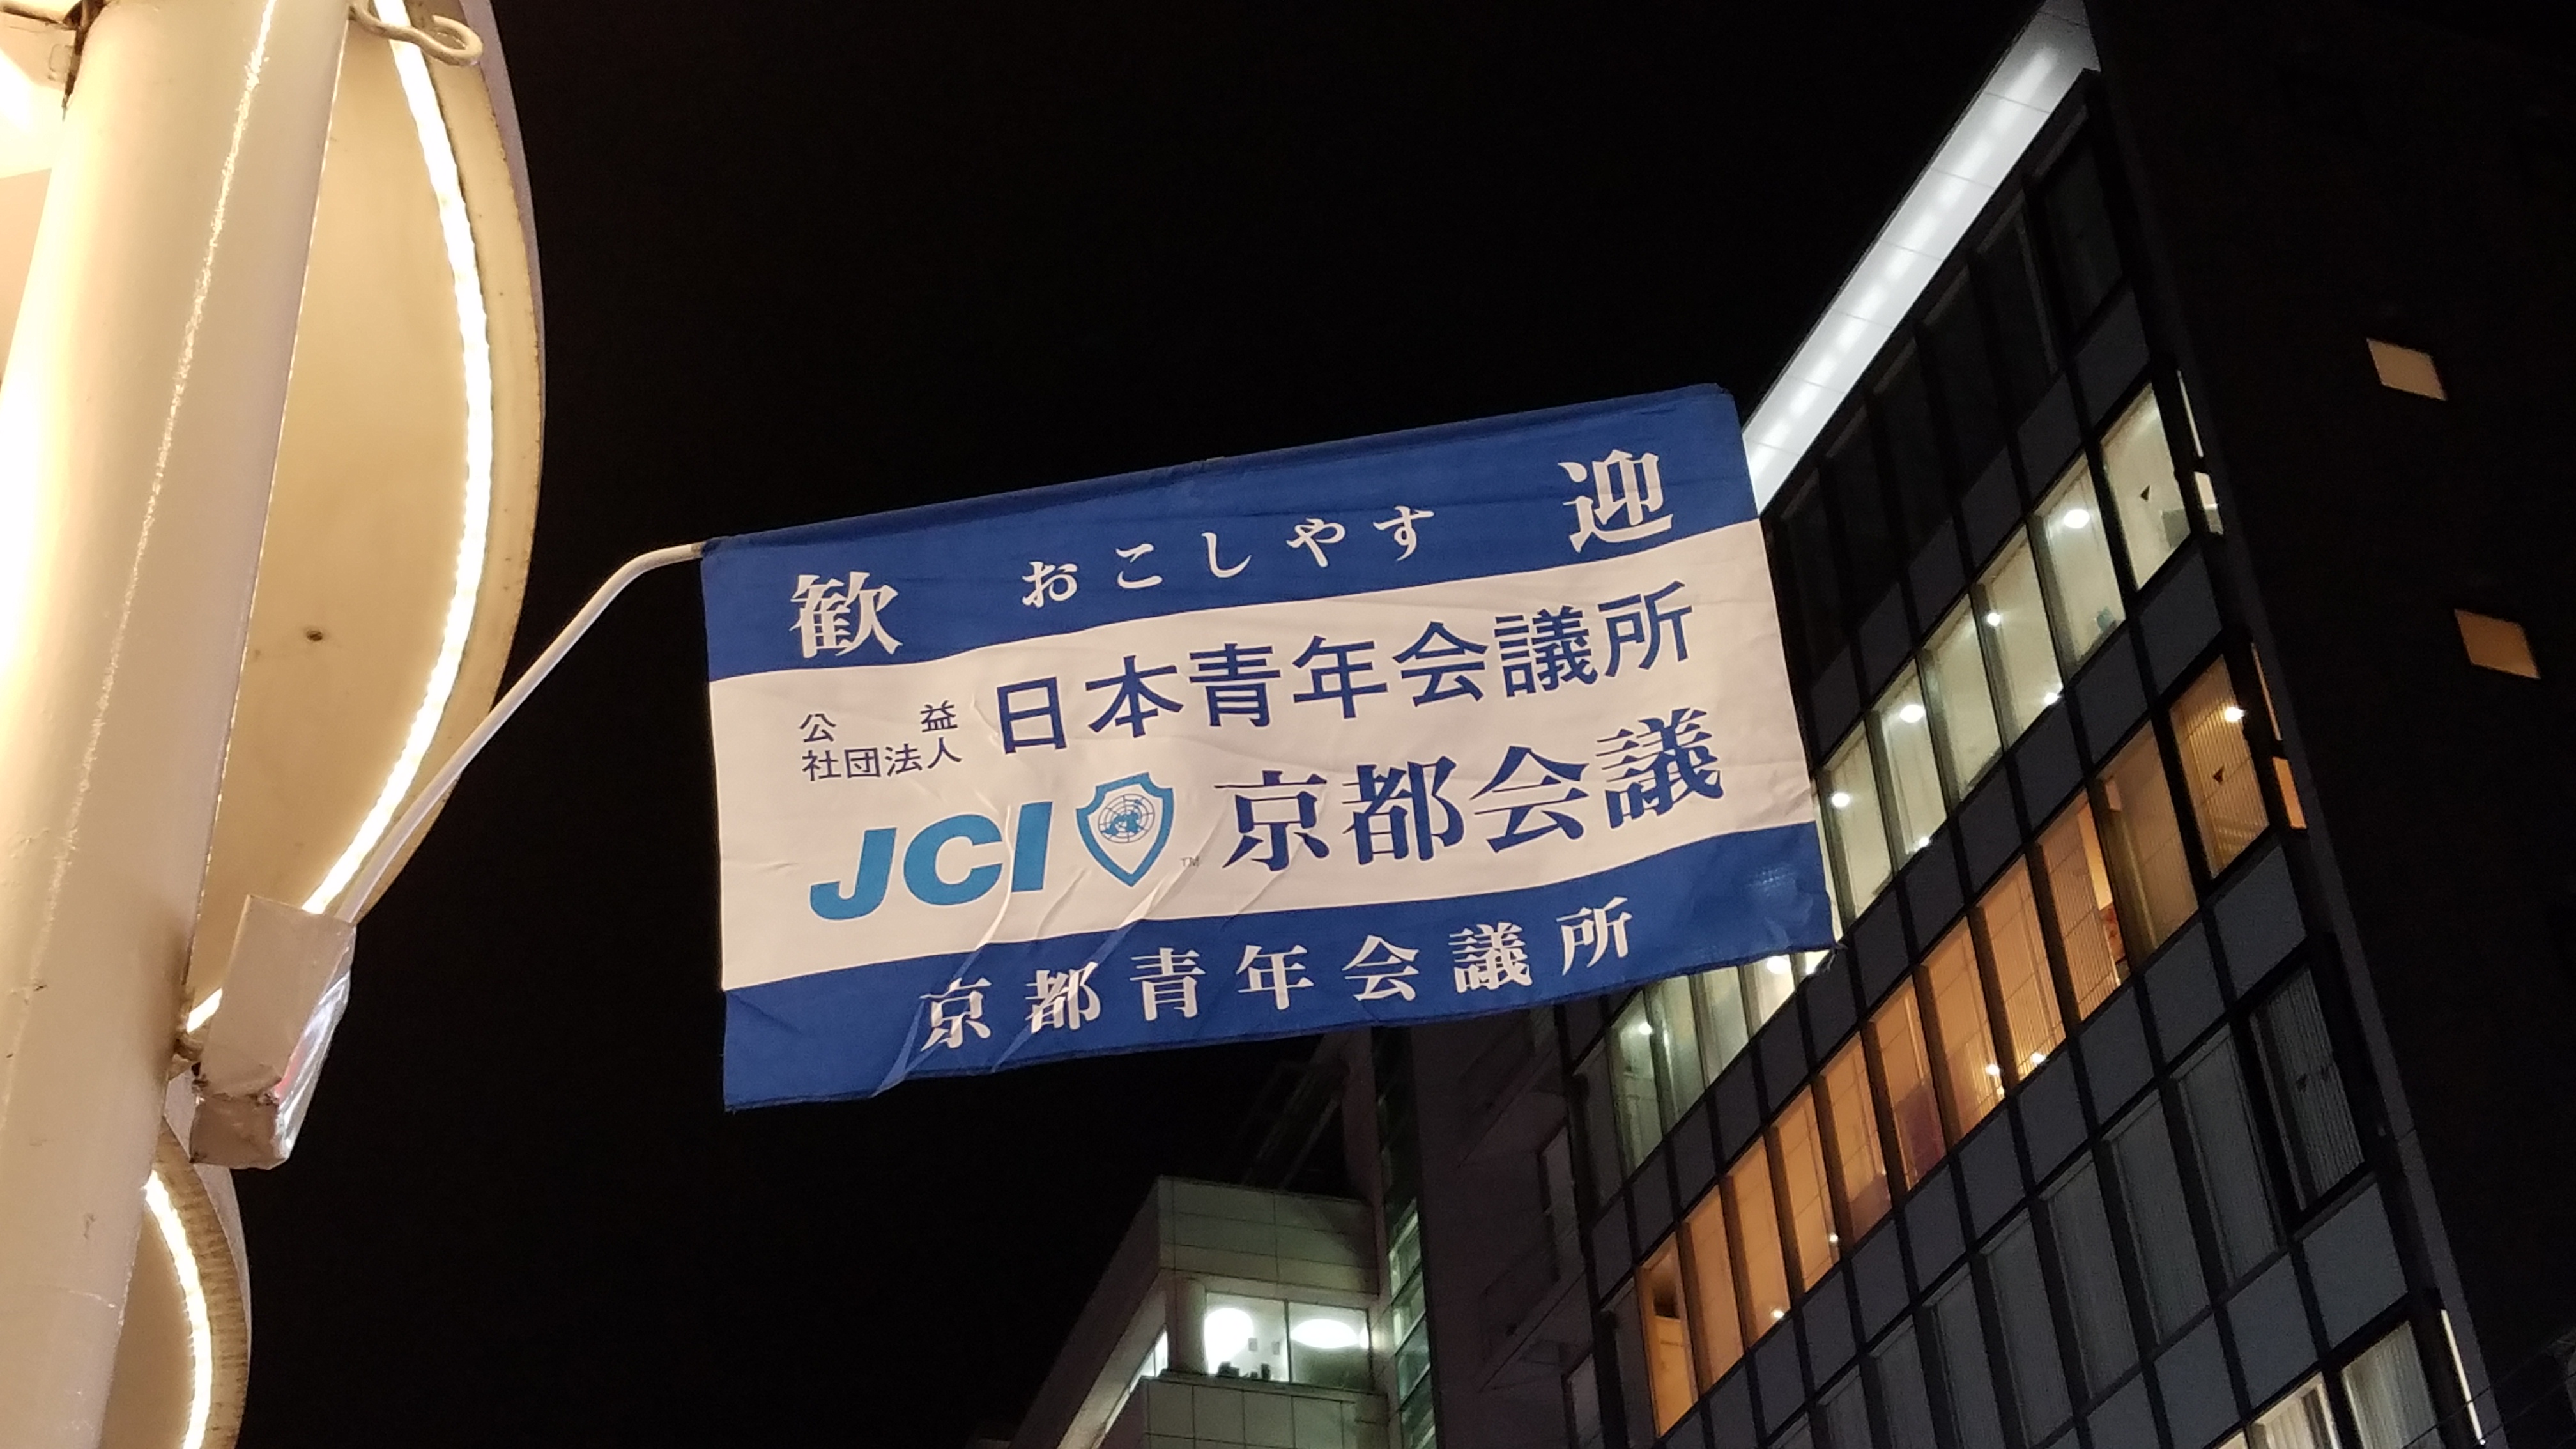 歓 おこしやす 迎
公益
社団法人 日本青年会議所
JCI ™ 京都会議
京都青年会議所